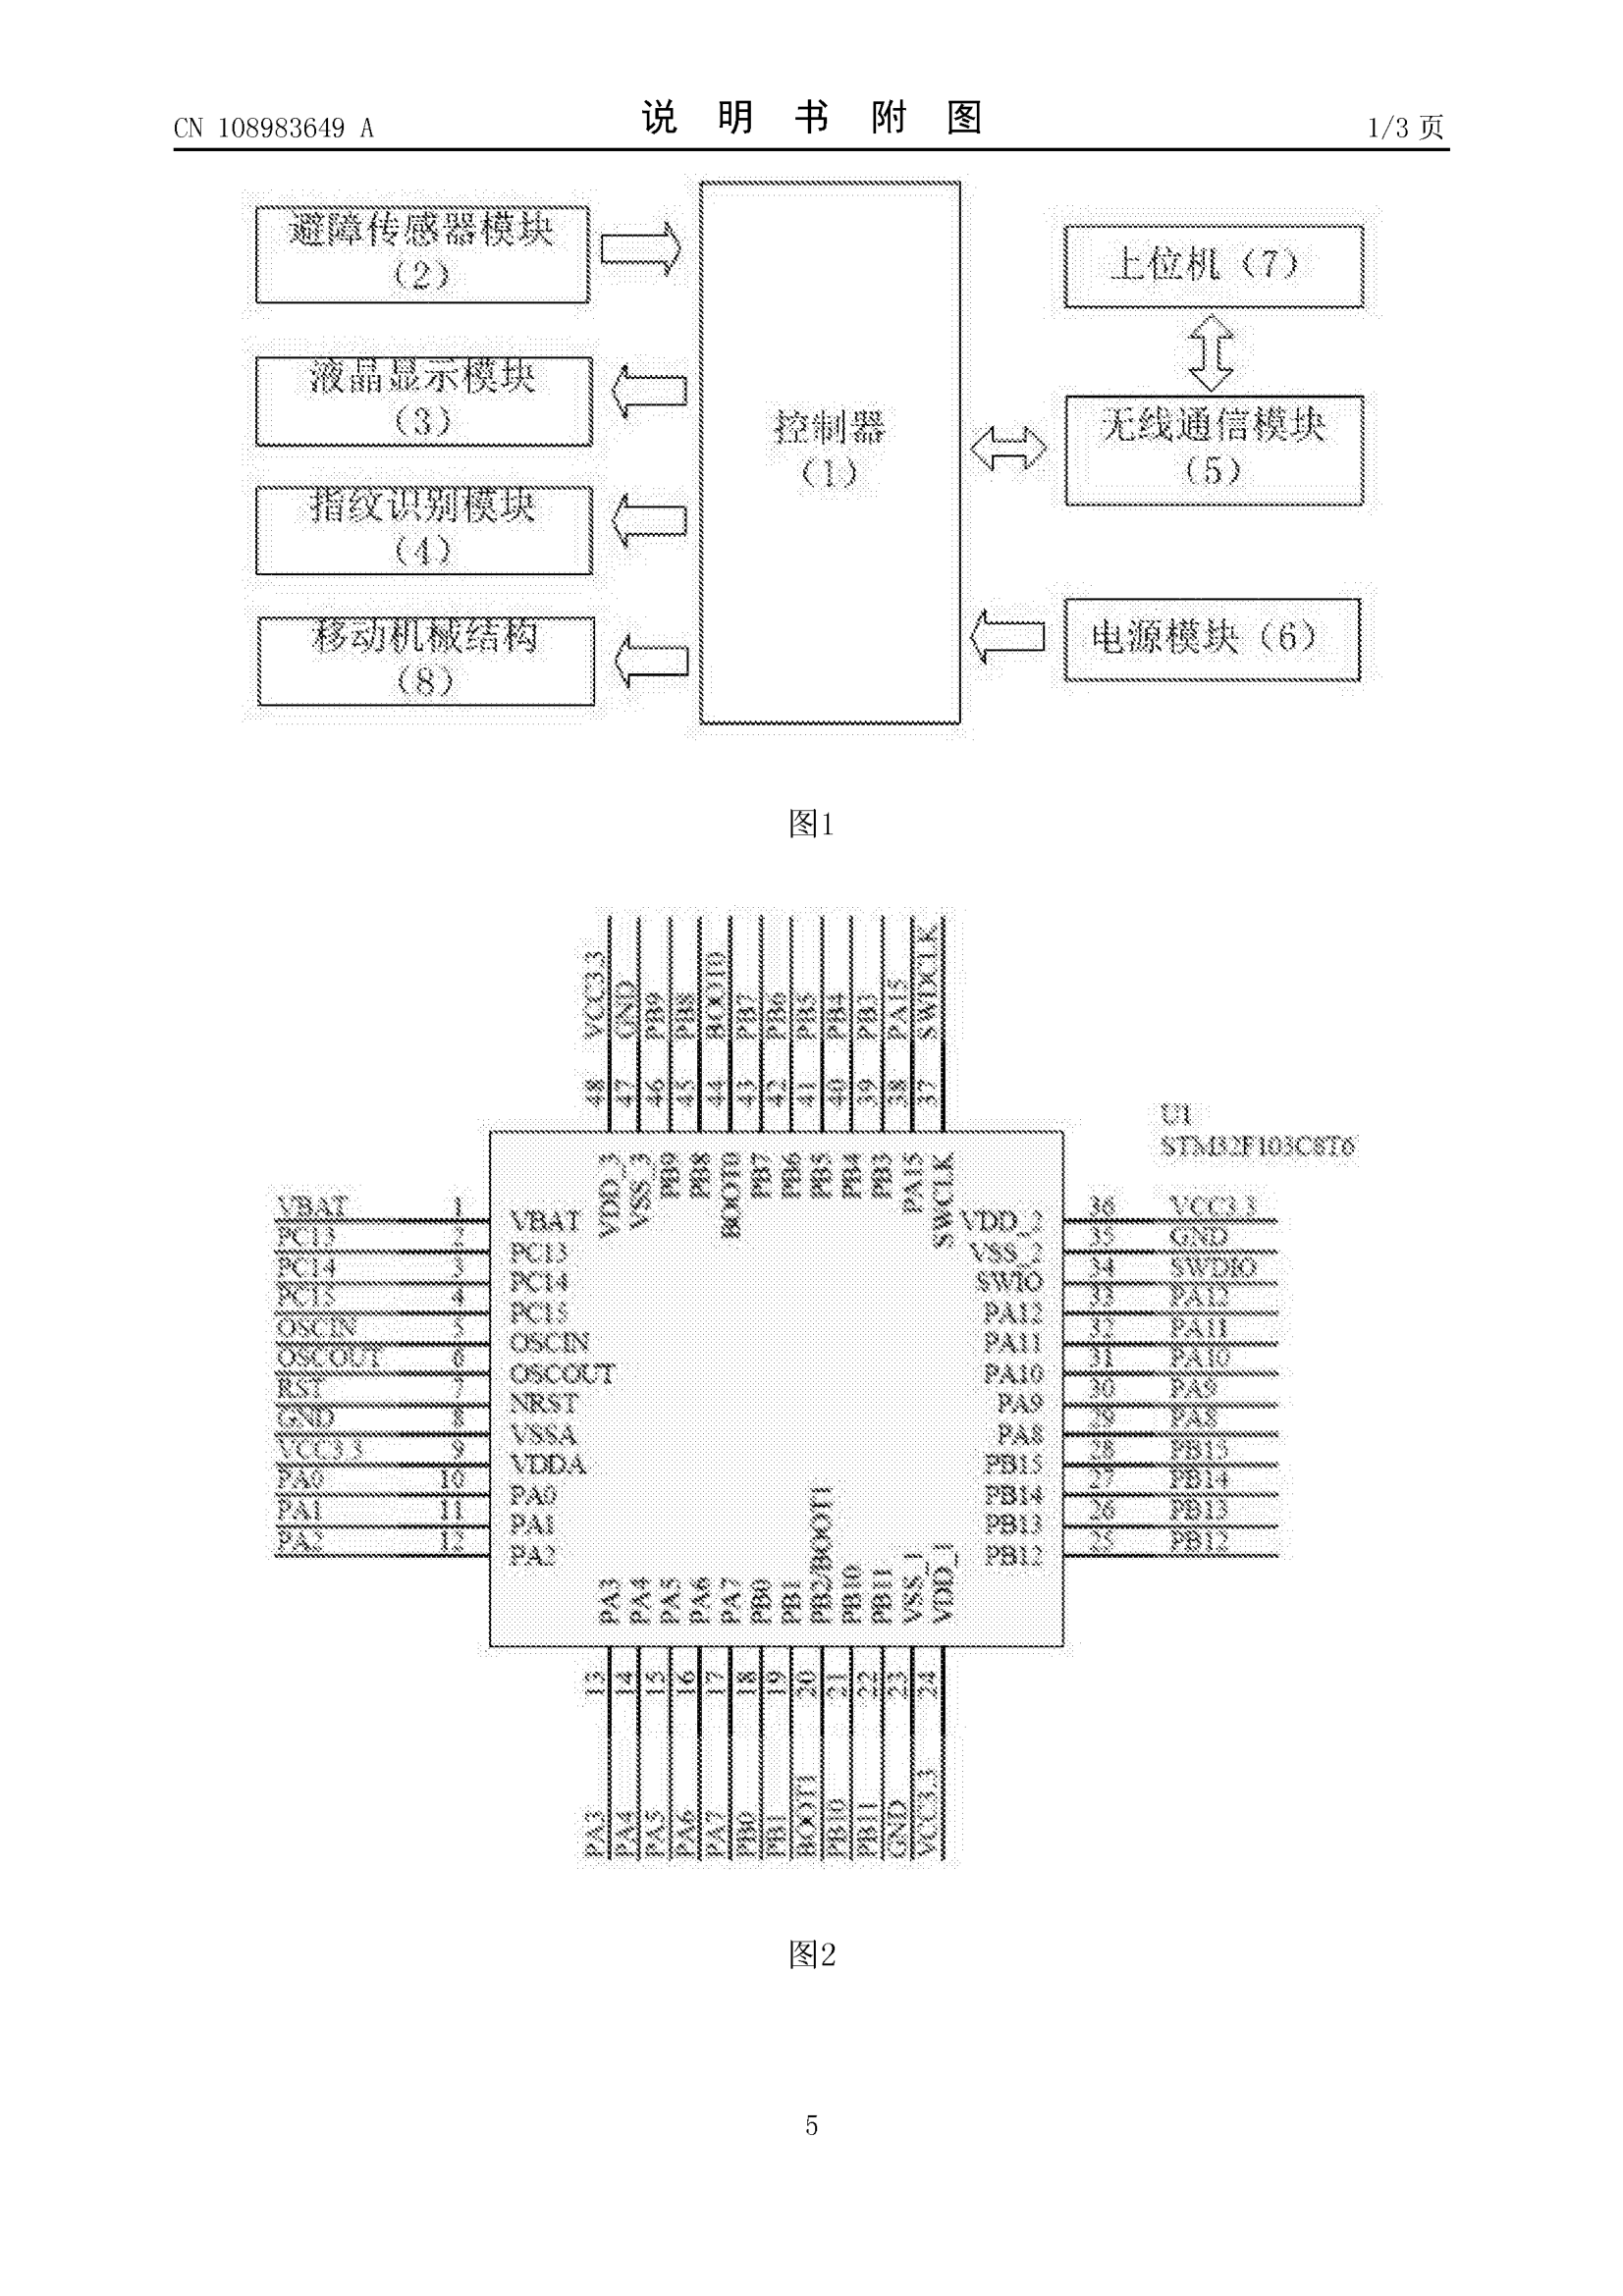 CN 108983649 A
说 明 书 附 图
1/3 页
避障传感器模块
（2）
液晶显示模块
（3）
指纹识别模块
（4）
移动机械结构
（8）
控制器
（1）
上位机（7）
无线通信模块
（5）
电源模块（6）
图1
VCC3.3 48 VDD_3
GND 47 VSS_3
PB9 46 PB9
PB8 45 PB8
BOOT0 44 BOOT0
PB7 43 PB7
PB6 42 PB6
PB5 41 PB5
PB4 40 PB4
PB3 39 PB3
PA15 38 PA15
SWDCLK 37 SWCLK
U1
STM32F103C8T6
VBAT 1 VBAT
PC13 2 PC13
PC14 3 PC14
PC15 4 PC15
OSCIN 5 OSCIN
OSCOUT 6 OSCOUT
RST 7 NRST
GND 8 VSSA
VCC3.3 9 VDDA
PA0 10 PA0
PA1 11 PA1
PA2 12 PA2
VDD_2 36 VCC3.3
VSS_2 35 GND
SWIO 34 SWDIO
PA12 33 PA12
PA11 32 PA11
PA10 31 PA10
PA9 30 PA9
PA8 29 PA8
PB15 28 PB15
PB14 27 PB14
PB13 26 PB13
PB12 25 PB12
PA3 13 PA3
PA4 14 PA4
PA5 15 PA5
PA6 16 PA6
PA7 17 PA7
PB0 18 PB0
PB1 19 PB1
PB2/BOOT1 20 BOOT1
PB10 21 PB10
PB11 22 PB11
VSS_1 23 GND
VDD_1 24 VCC3.3
图2
5